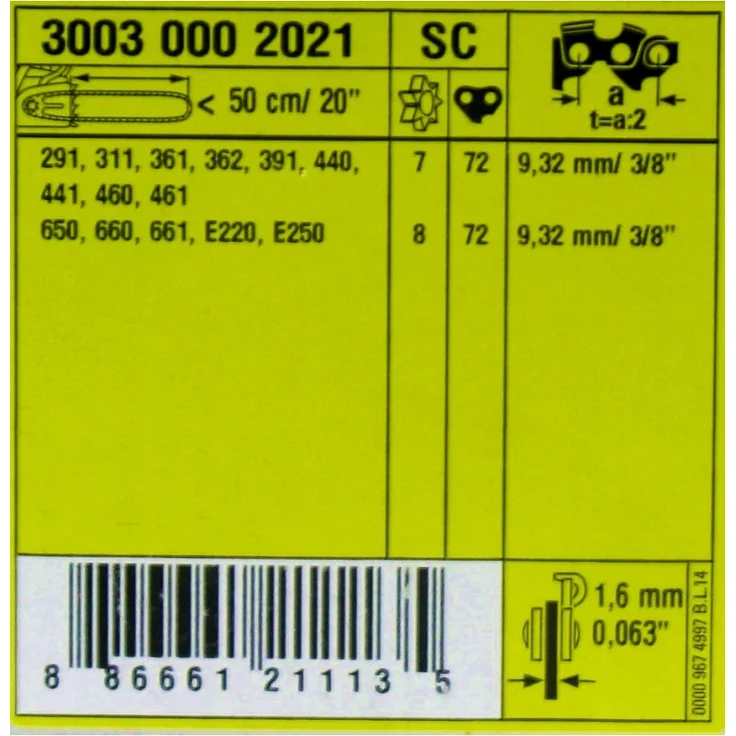 3003 000 2021 SC
< 50 cm/ 20"
a
t=a:2
291, 311, 361, 362, 391, 440, 7 72 9,32 mm/ 3/8"
441, 460, 461
650, 660, 661, E220, E250 8 72 9,32 mm/ 3/8"
1,6 mm
0,063"
0000 967 4997 B.L.14
8 86661 21113 5